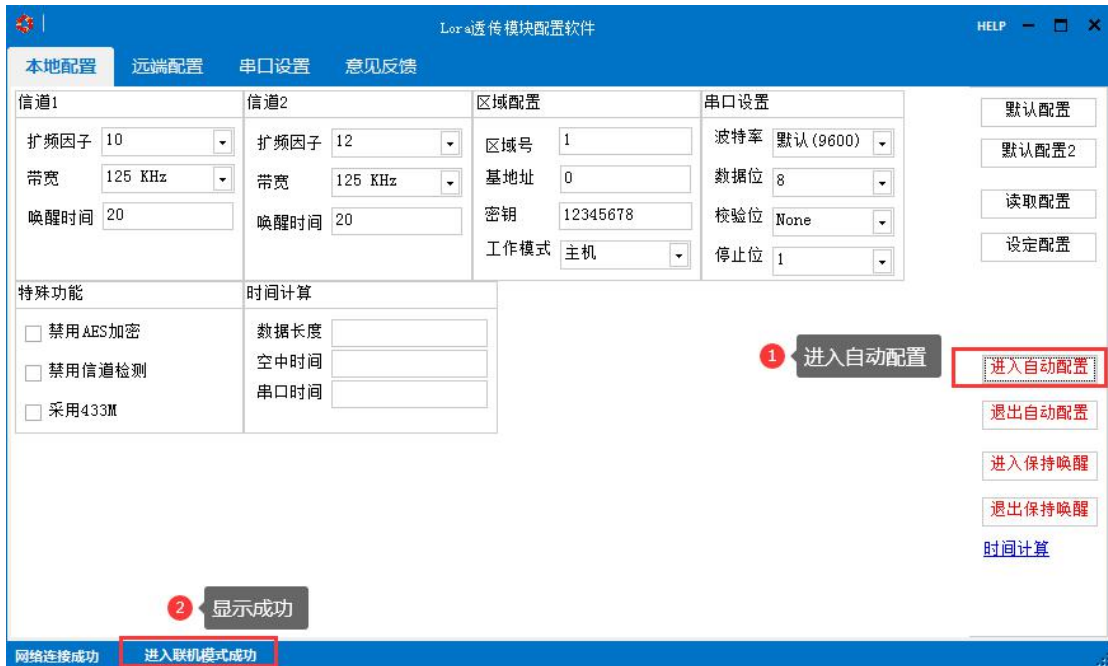 Lora透传模块配置软件
HELP
本地配置 远端配置 串口设置 意见反馈
信道1
扩频因子 10
带宽 125 KHz
唤醒时间 20
信道2
扩频因子 12
带宽 125 KHz
唤醒时间 20
区域配置
区域号 1
基地址 0
密钥 12345678
工作模式 主机
串口设置
波特率 默认(9600)
数据位 8
校验位 None
停止位 1
特殊功能
禁用AES加密
禁用信道检测
采用433M
时间计算
数据长度
空中时间
串口时间
默认配置
默认配置2
读取配置
设定配置
1 进入自动配置
进入自动配置
退出自动配置
进入保持唤醒
退出保持唤醒
时间计算
2 显示成功
网络连接成功 进入联机模式成功